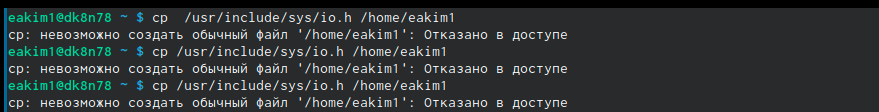 eakim1@dk8n78 ~ $ cp  /usr/include/sys/io.h /home/eakim1
cp: невозможно создать обычный файл '/home/eakim1': Отказано в доступе
eakim1@dk8n78 ~ $ cp /usr/include/sys/io.h /home/eakim1
cp: невозможно создать обычный файл '/home/eakim1': Отказано в доступе
eakim1@dk8n78 ~ $ cp /usr/include/sys/io.h /home/eakim1
cp: невозможно создать обычный файл '/home/eakim1': Отказано в доступе